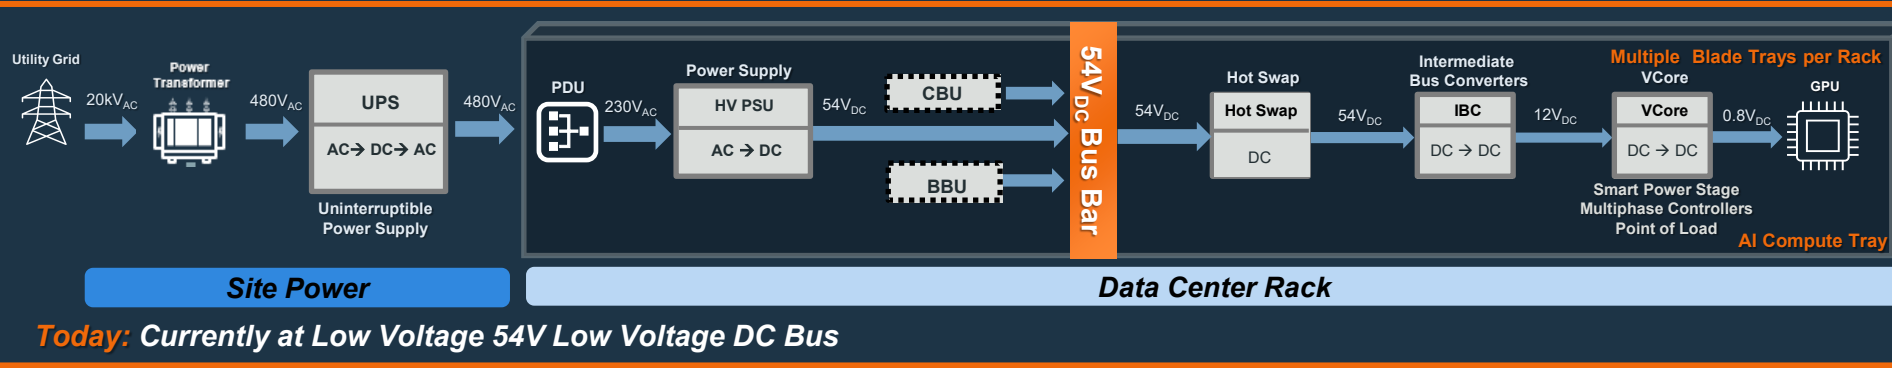 Utility Grid
20kVAC
Power
Transformer
480VAC
UPS
AC→ DC→ AC
Uninterruptible
Power Supply
480VAC
PDU
230VAC
Power Supply
HV PSU
AC → DC
54VDC
CBU
BBU
54VDC Bus Bar
54VDC
Hot Swap
Hot Swap
DC
54VDC
Intermediate
Bus Converters
IBC
DC → DC
12VDC
Multiple Blade Trays per Rack
VCore
VCore
DC → DC
Smart Power Stage
Multiphase Controllers
Point of Load
0.8VDC
GPU
AI Compute Tray
Site Power
Data Center Rack
Today: Currently at Low Voltage 54V Low Voltage DC Bus